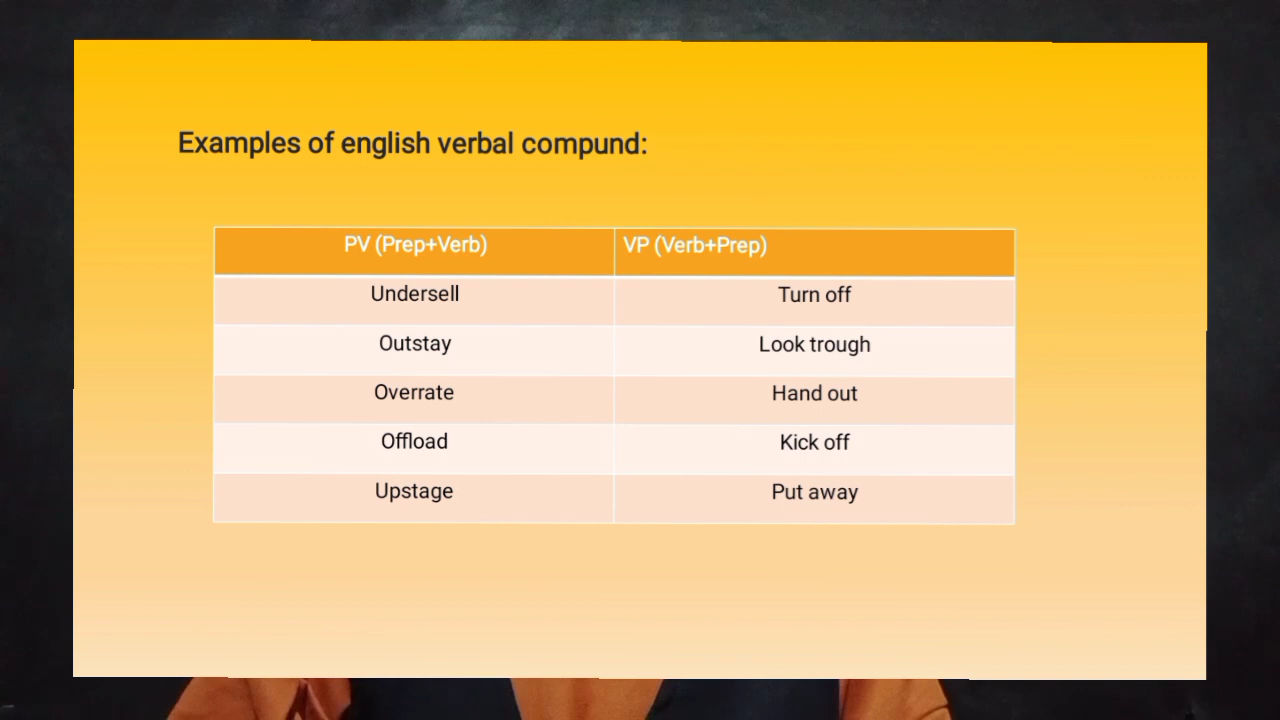 Examples of english verbal compund:
PV (Prep+Verb) VP (Verb+Prep)
Undersell Turn off
Outstay Look trough
Overrate Hand out
Offload Kick off
Upstage Put away